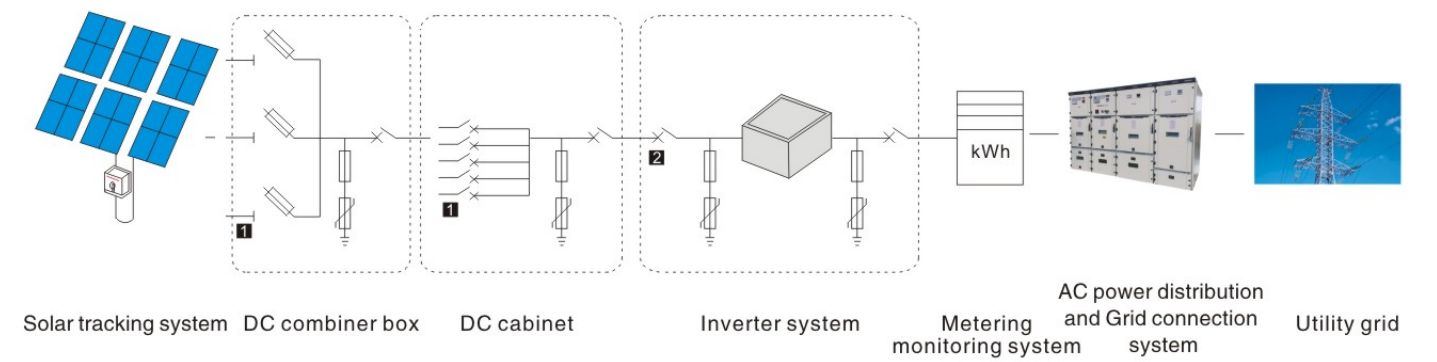 1
1
2
kWh
Solar tracking system
DC combiner box
DC cabinet
Inverter system
Metering
monitoring system
AC power distribution
and Grid connection
system
Utility grid